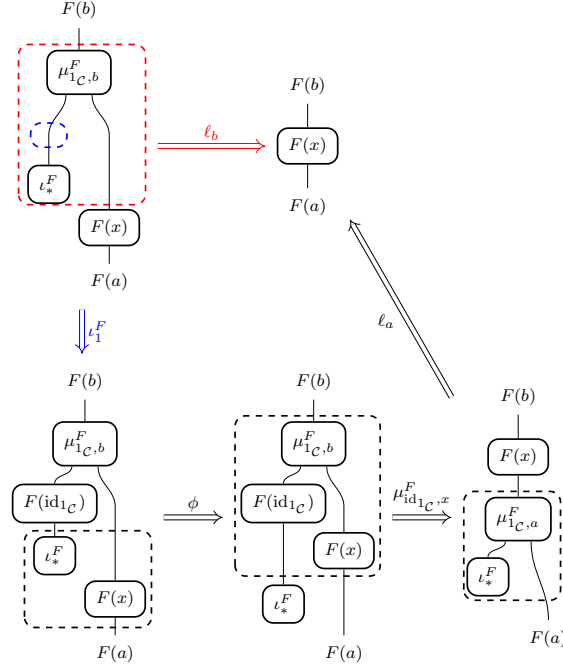 F(b)
μ^F_{1_𝒞,b}
ι^F_*
F(x)
F(a)
ℓ_b
F(b)
F(x)
F(a)
ι^F_1
ℓ_a
F(b)
μ^F_{1_𝒞,b}
F(id_{1_𝒞})
ι^F_*
F(x)
F(a)
ϕ
F(b)
μ^F_{1_𝒞,b}
F(id_{1_𝒞})
F(x)
ι^F_*
F(a)
μ^F_{id_{1_𝒞},x}
F(b)
F(x)
μ^F_{1_𝒞,a}
ι^F_*
F(a)